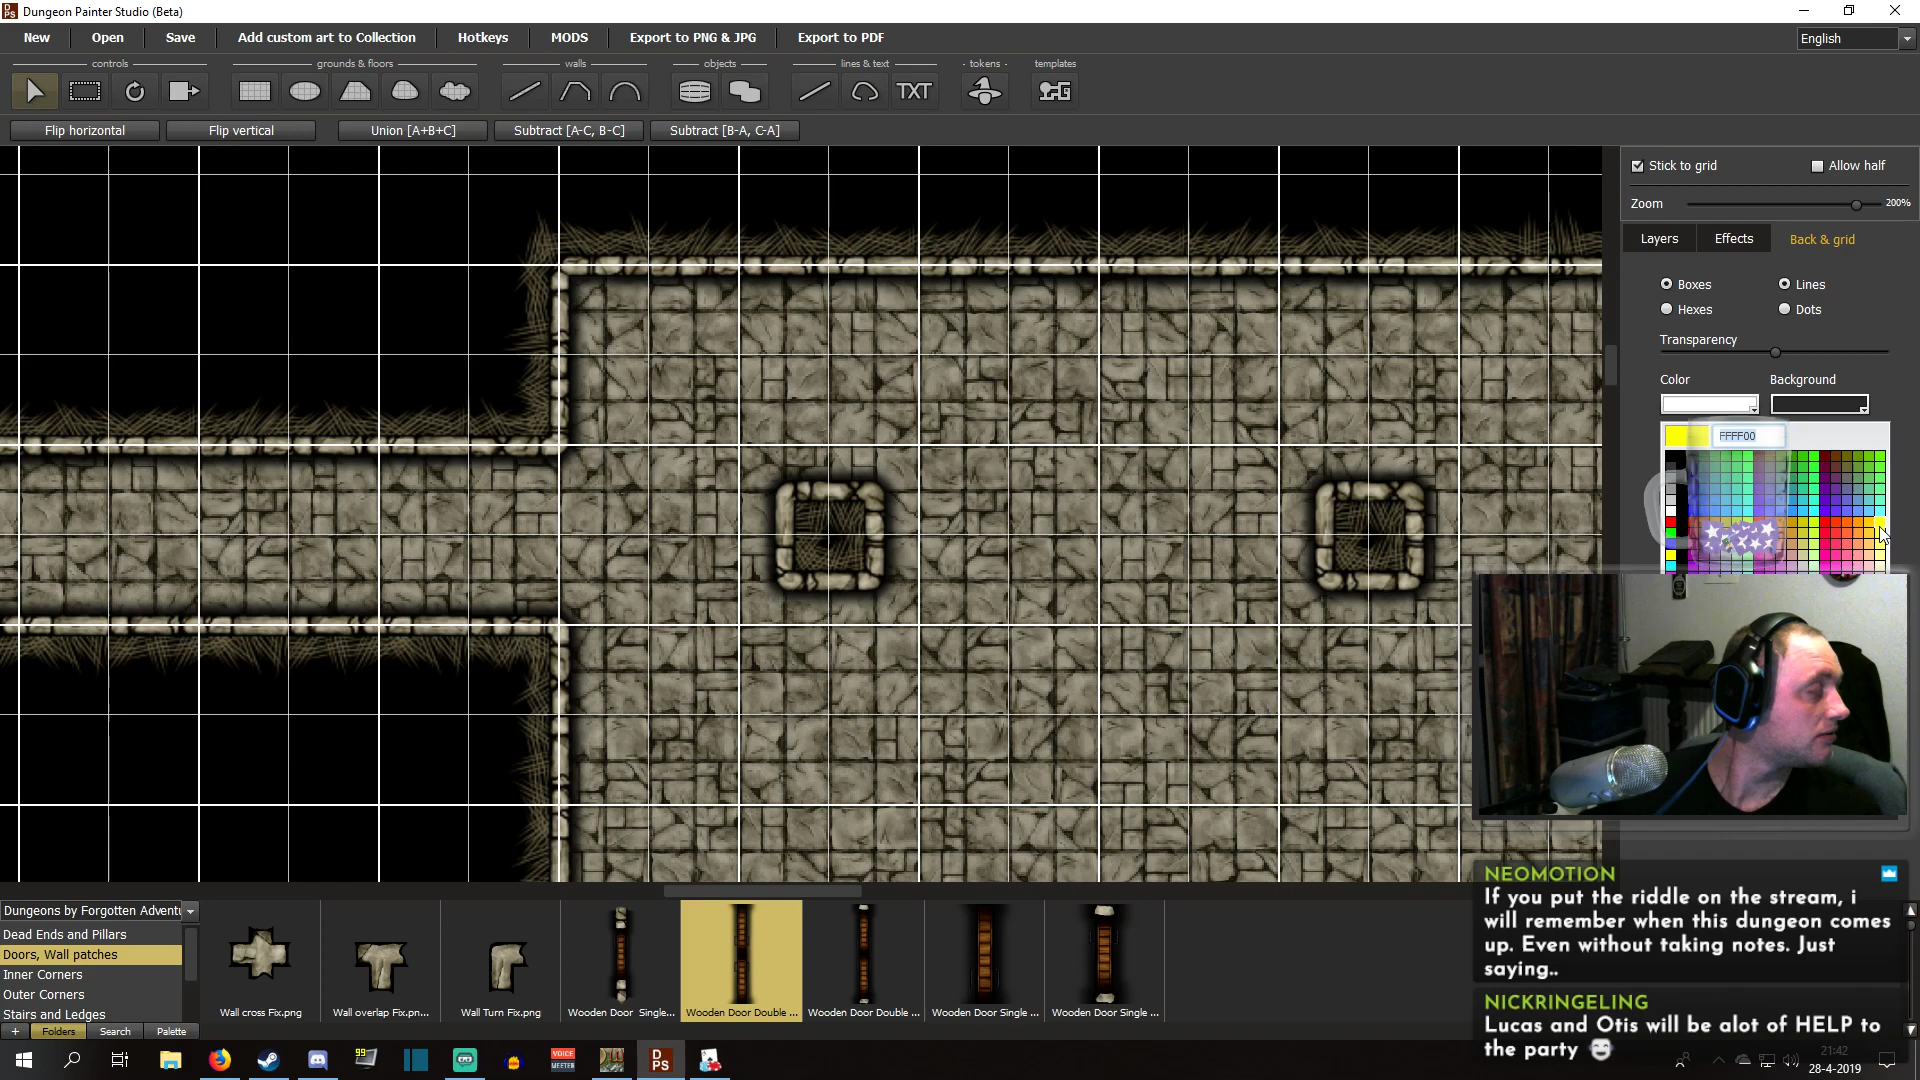 Dungeon Painter Studio (Beta)
New Open Save Add custom art to Collection Hotkeys MODS Export to PNG & JPG Export to PDF English
controls grounds & floors walls objects lines & text - tokens - templates
TXT
Flip horizontal Flip vertical Union [A+B+C] Subtract [A-C, B-C] Subtract [B-A, C-A]
Stick to grid Allow half
Zoom 200%
Layers Effects Back & grid
Boxes Lines
Hexes Dots
Transparency
Color Background
FFFF00
NEOMOTION
If you put the riddle on the stream, i
will remember when this dungeon comes
up. Even without taking notes. Just
saying..
NICKRINGELING
Lucas and Otis will be alot of HELP to
the party
Dungeons by Forgotten Adventu
Dead Ends and Pillars
Doors, Wall patches
Inner Corners
Outer Corners
Stairs and Ledges
+ Folders Search Palette
Wall cross Fix.png Wall overlap Fix.pn... Wall Turn Fix.png Wooden Door Single... Wooden Door Double ... Wooden Door Double ... Wooden Door Single ... Wooden Door Single ...
99+ VOICE MEETER DPS
21:42
28-4-2019